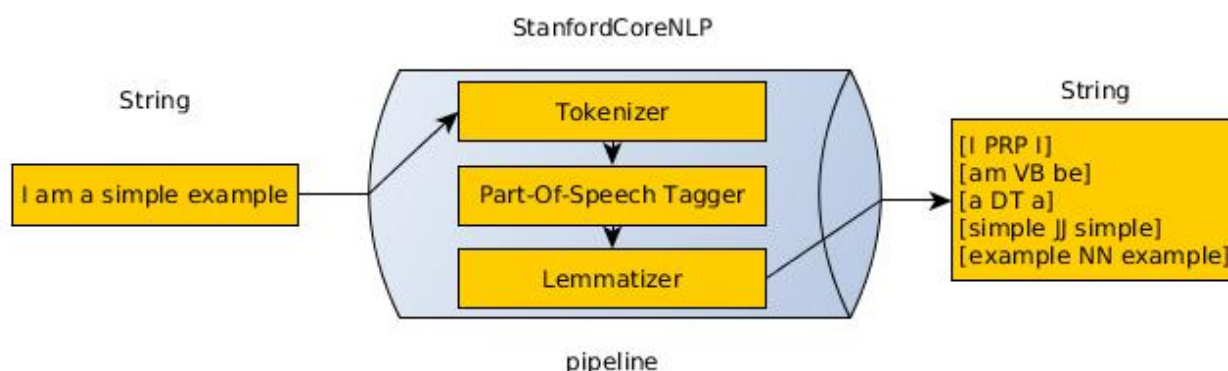 StanfordCoreNLP
String
I am a simple example
Tokenizer
Part-Of-Speech Tagger
Lemmatizer
pipeline
String
[I PRP I]
[am VB be]
[a DT a]
[simple JJ simple]
[example NN example]